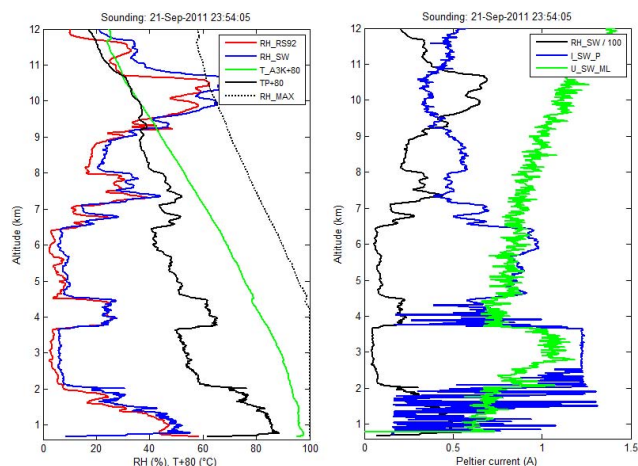 Sounding: 21-Sep-2011 23:54:05
12
11
10
9
8
7
6
5
4
3
2
1
Altitude (km)
0
20
40
60
80
100
RH (%), T+80 (°C)
RH_RS92
RH_SW
T_A3K+80
TP+80
RH_MAX
Sounding: 21-Sep-2011 23:54:05
12
11
10
9
8
7
6
5
4
3
2
1
Altitude (km)
0
0.5
1
1.5
Peltier current (A)
RH_SW / 100
I_SW_P
U_SW_ML